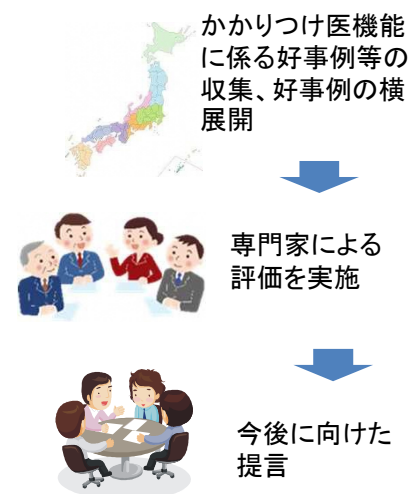 かかりつけ医機能
に係る好事例等の
収集、好事例の横
展開
専門家による
評価を実施
今後に向けた
提言